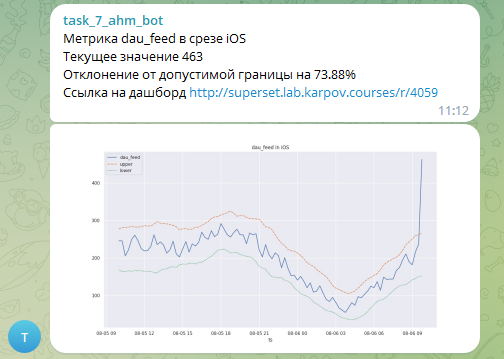 task_7_ahm_bot
Метрика dau_feed в срезе iOS
Текущее значение 463
Отклонение от допустимой границы на 73.88%
Ссылка на дашборд http://superset.lab.karpov.courses/r/4059
11:12
dau_feed in iOS
dau_feed
upper
lower
400
300
200
100
08-05 09 08-05 12 08-05 15 08-05 18 08-05 21 08-06 00 08-06 03 08-06 06 08-06 09
ts
T